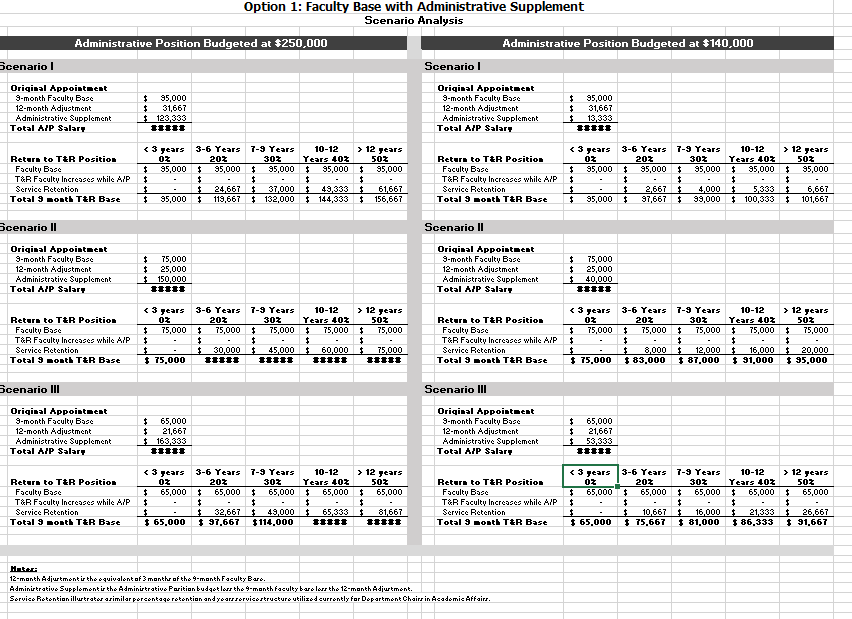 Option 1: Faculty Base with Administrative Supplement
Scenario Analysis
Administrative Position Budgeted at $250,000
Scenario I
Original Appointment
9-month Faculty Base $ 95,000
12-month Adjustment $ 31,667
Administrative Supplement $ 123,333
Total A/P Salary #####
< 3 years 3-6 Years 7-9 Years 10-12 > 12 years
Return to T&R Position 0% 20% 30% Years 40% 50%
Faculty Base $ 95,000 $ 95,000 $ 95,000 $ 95,000 $ 95,000
T&R Faculty Increases while A/P $ - $ - $ - $ - $ -
Service Retention $ - $ 24,667 $ 37,000 $ 49,333 $ 61,667
Total 9 month T&R Base $ 95,000 $ 119,667 $ 132,000 $ 144,333 $ 156,667
Scenario II
Original Appointment
9-month Faculty Base $ 75,000
12-month Adjustment $ 25,000
Administrative Supplement $ 150,000
Total A/P Salary #####
< 3 years 3-6 Years 7-9 Years 10-12 > 12 years
Return to T&R Position 0% 20% 30% Years 40% 50%
Faculty Base $ 75,000 $ 75,000 $ 75,000 $ 75,000 $ 75,000
T&R Faculty Increases while A/P $ - $ - $ - $ - $ -
Service Retention $ - $ 30,000 $ 45,000 $ 60,000 $ 75,000
Total 9 month T&R Base $ 75,000 ##### ##### ##### #####
Scenario III
Original Appointment
9-month Faculty Base $ 65,000
12-month Adjustment $ 21,667
Administrative Supplement $ 163,333
Total A/P Salary #####
< 3 years 3-6 Years 7-9 Years 10-12 > 12 years
Return to T&R Position 0% 20% 30% Years 40% 50%
Faculty Base $ 65,000 $ 65,000 $ 65,000 $ 65,000 $ 65,000
T&R Faculty Increases while A/P $ - $ - $ - $ - $ -
Service Retention $ - $ 32,667 $ 49,000 $ 65,333 $ 81,667
Total 9 month T&R Base $ 65,000 $ 97,667 $114,000 ##### #####
Administrative Position Budgeted at $140,000
Scenario I
Original Appointment
9-month Faculty Base $ 95,000
12-month Adjustment $ 31,667
Administrative Supplement $ 13,333
Total A/P Salary #####
< 3 years 3-6 Years 7-9 Years 10-12 > 12 years
Return to T&R Position 0% 20% 30% Years 40% 50%
Faculty Base $ 95,000 $ 95,000 $ 95,000 $ 95,000 $ 95,000
T&R Faculty Increases while A/P $ - $ - $ - $ - $ -
Service Retention $ - $ 2,667 $ 4,000 $ 5,333 $ 6,667
Total 9 month T&R Base $ 95,000 $ 97,667 $ 99,000 $ 100,333 $ 101,667
Scenario II
Original Appointment
9-month Faculty Base $ 75,000
12-month Adjustment $ 25,000
Administrative Supplement $ 40,000
Total A/P Salary #####
< 3 years 3-6 Years 7-9 Years 10-12 > 12 years
Return to T&R Position 0% 20% 30% Years 40% 50%
Faculty Base $ 75,000 $ 75,000 $ 75,000 $ 75,000 $ 75,000
T&R Faculty Increases while A/P $ - $ - $ - $ - $ -
Service Retention $ - $ 8,000 $ 12,000 $ 16,000 $ 20,000
Total 9 month T&R Base $ 75,000 $ 83,000 $ 87,000 $ 91,000 $ 95,000
Scenario III
Original Appointment
9-month Faculty Base $ 65,000
12-month Adjustment $ 21,667
Administrative Supplement $ 53,333
Total A/P Salary #####
< 3 years 3-6 Years 7-9 Years 10-12 > 12 years
Return to T&R Position 0% 20% 30% Years 40% 50%
Faculty Base $ 65,000 $ 65,000 $ 65,000 $ 65,000 $ 65,000
T&R Faculty Increases while A/P $ - $ - $ - $ - $ -
Service Retention $ - $ 10,667 $ 16,000 $ 21,333 $ 26,667
Total 9 month T&R Base $ 65,000 $ 75,667 $ 81,000 $ 86,333 $ 91,667
Notes:
12-month Adjustment is the equivalent of 3 months of the 9-month Faculty Base.
Administrative Supplement is the Administrative Position budget less the 9-month faculty base less the 12-month Adjustment.
Service Retention illustrates a similar percentage retention and years service structure utilized currently for Department Chairs in Academic Affairs.